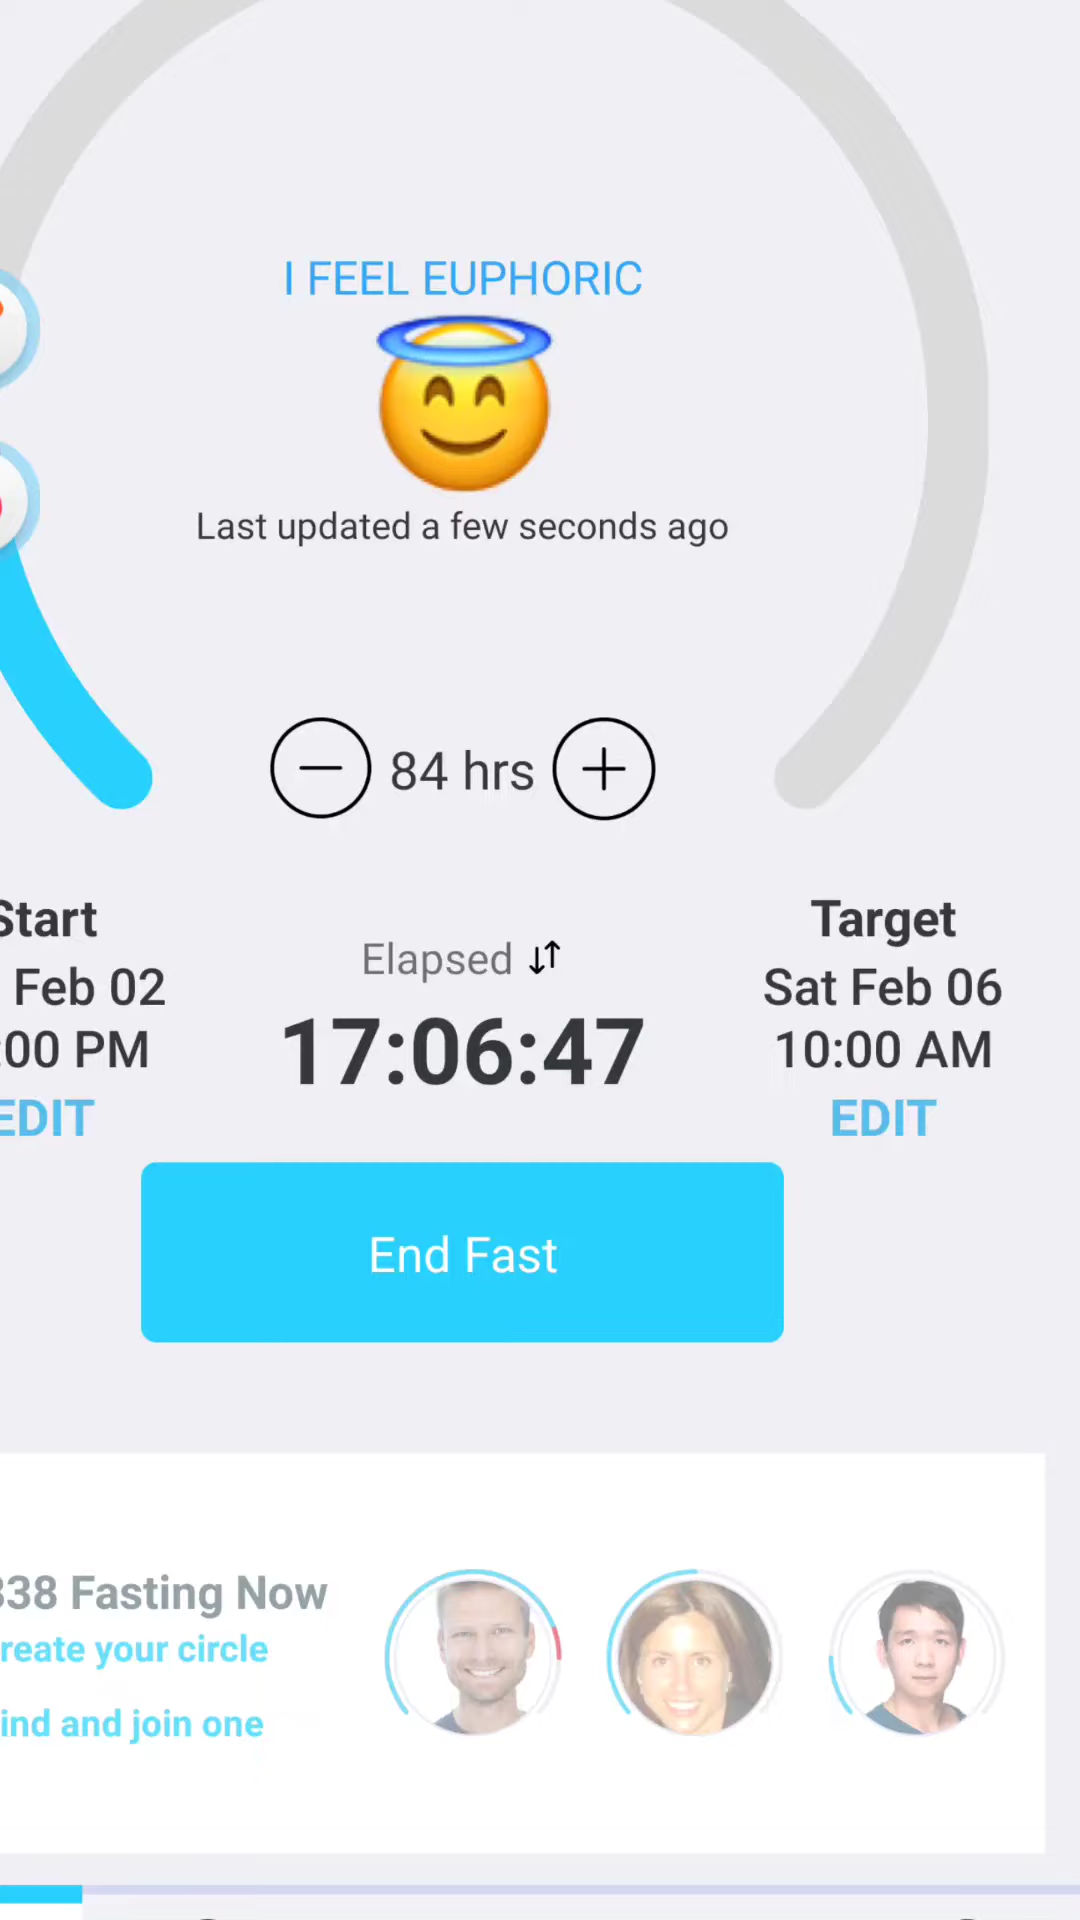 I FEEL EUPHORIC
Last updated a few seconds ago
84 hrs
Start
Feb 02
:00 PM
EDIT
Elapsed
17:06:47
Target
Sat Feb 06
10:00 AM
EDIT
End Fast
338 Fasting Now
reate your circle
ind and join one